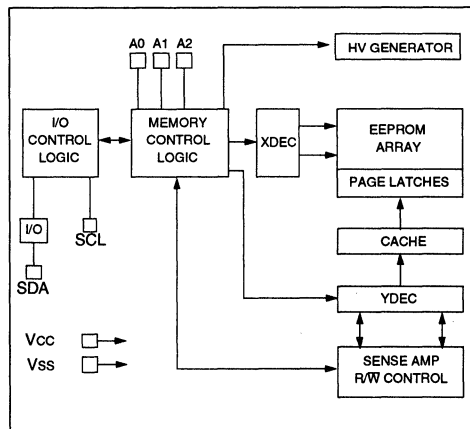 A0 A1 A2
HV GENERATOR
I/O
CONTROL
LOGIC
MEMORY
CONTROL
LOGIC
XDEC
EEPROM
ARRAY
PAGE LATCHES
I/O
SCL
SDA
CACHE
YDEC
Vcc
Vss
SENSE AMP
R/W̅ CONTROL